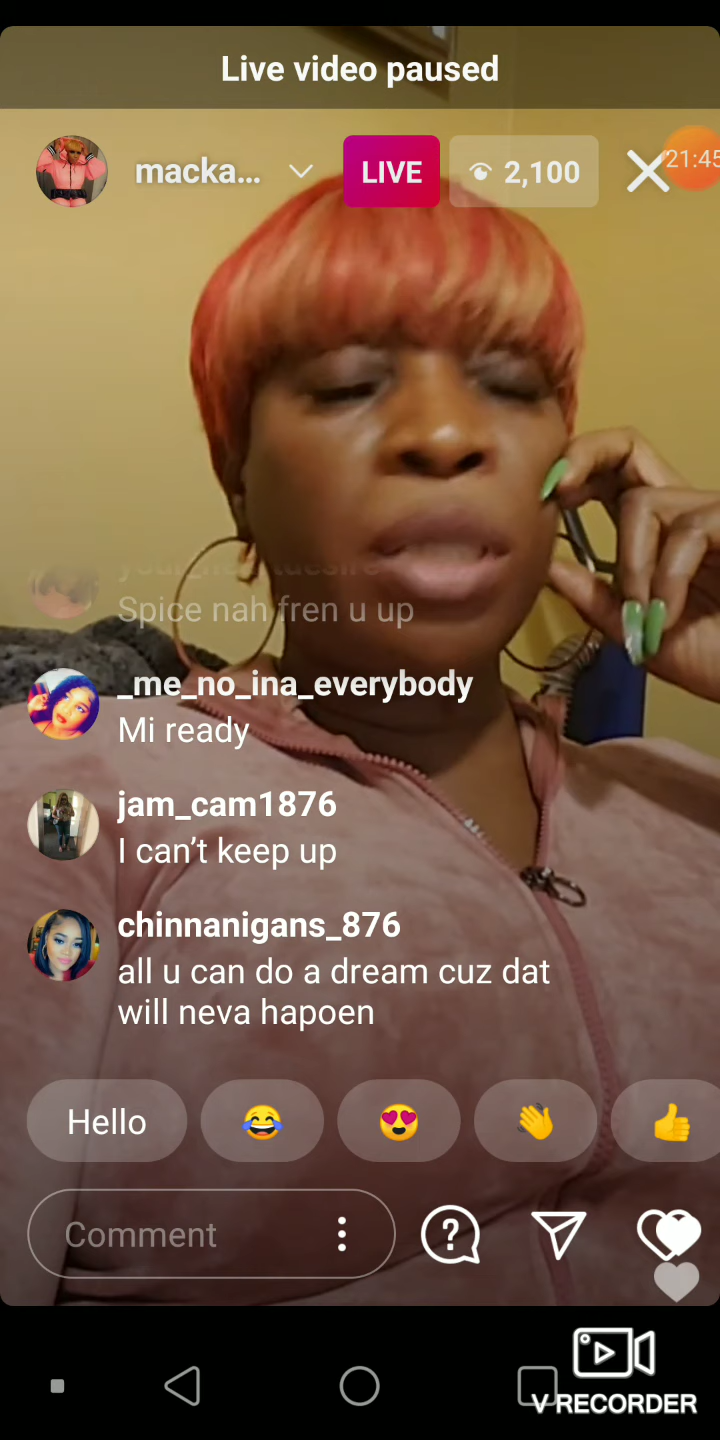 Live video paused
macka...
LIVE
2,100
21:45
Spice nah fren u up
_me_no_ina_everybody
Mi ready
jam_cam1876
I can't keep up
chinnanigans_876
all u can do a dream cuz dat
will neva hapoen
Hello
Comment
V RECORDER